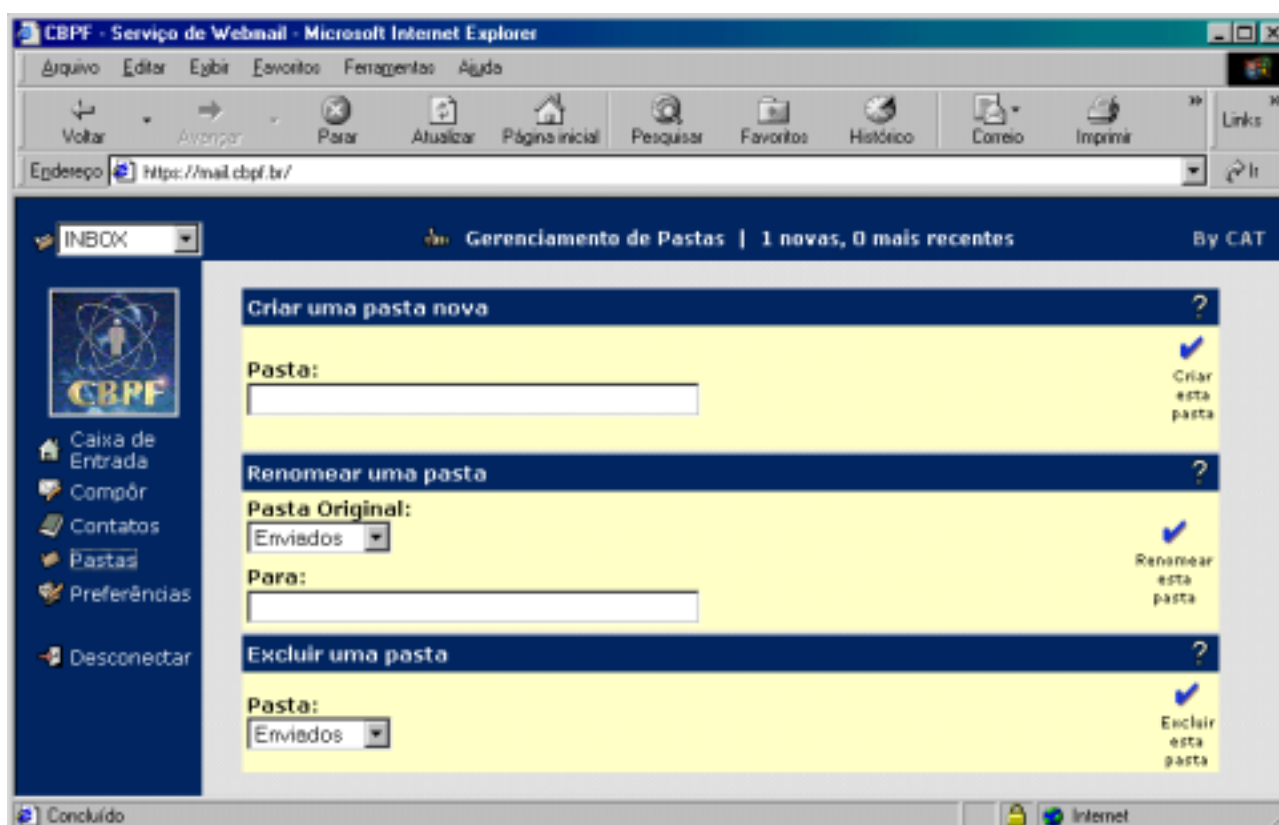 CBPF - Serviço de Webmail - Microsoft Internet Explorer
Arquivo Editar Exibir Favoritos Ferramentas Ajuda
Voltar Avançar Parar Atualizar Página inicial Pesquisar Favoritos Histórico Correio Imprimir » Links »
Endereço https://mail.cbpf.br/ Ir
INBOX Gerenciamento de Pastas | 1 novas, 0 mais recentes By CAT
CBPF
Caixa de
Entrada
Compôr
Contatos
Pastas
Preferências
Desconectar
Criar uma pasta nova ?
Pasta:
Criar
esta
pasta
Renomear uma pasta ?
Pasta Original:
Enviados
Para:
Renomear
esta
pasta
Excluir uma pasta ?
Pasta:
Enviados
Excluir
esta
pasta
Concluído Internet